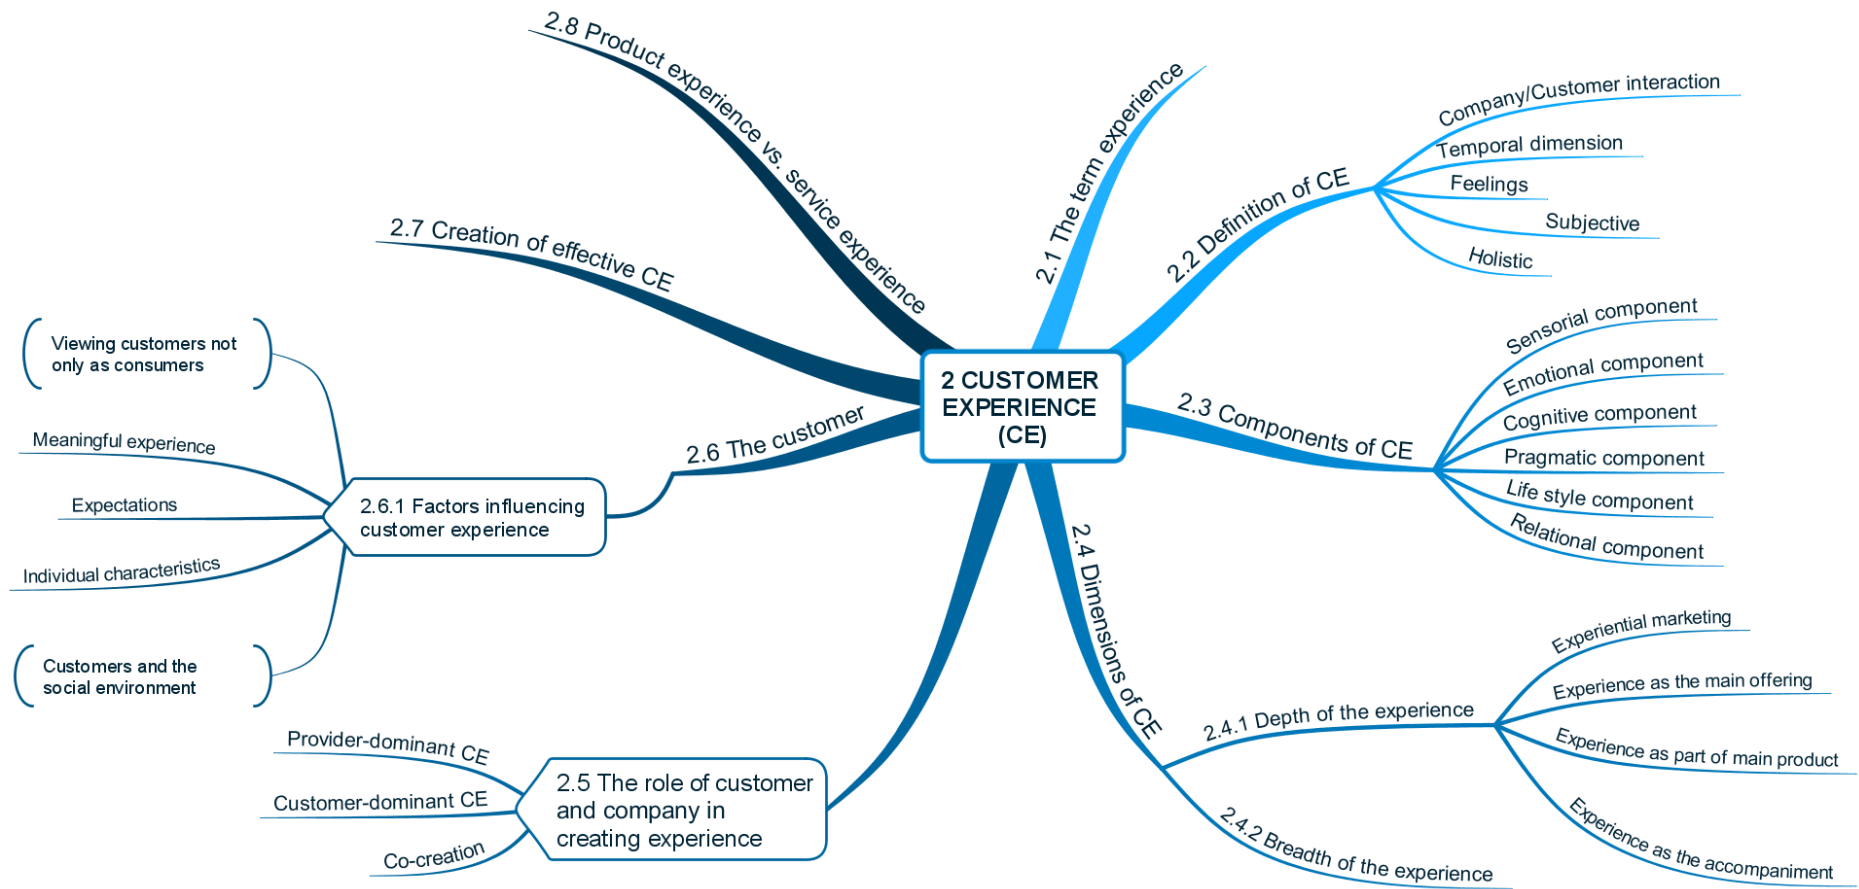 2 CUSTOMER
EXPERIENCE
(CE)
2.1 The term experience
2.2 Definition of CE
Company/Customer interaction
Temporal dimension
Feelings
Subjective
Holistic
2.3 Components of CE
Sensorial component
Emotional component
Cognitive component
Pragmatic component
Life style component
Relational component
2.4 Dimensions of CE
2.4.1 Depth of the experience
Experiential marketing
Experience as the main offering
Experience as part of main product
Experience as the accompaniment
2.4.2 Breadth of the experience
2.5 The role of customer
and company in
creating experience
Provider-dominant CE
Customer-dominant CE
Co-creation
2.6 The customer
2.6.1 Factors influencing
customer experience
Viewing customers not
only as consumers
Meaningful experience
Expectations
Individual characteristics
Customers and the
social environment
2.7 Creation of effective CE
2.8 Product experience vs. service experience